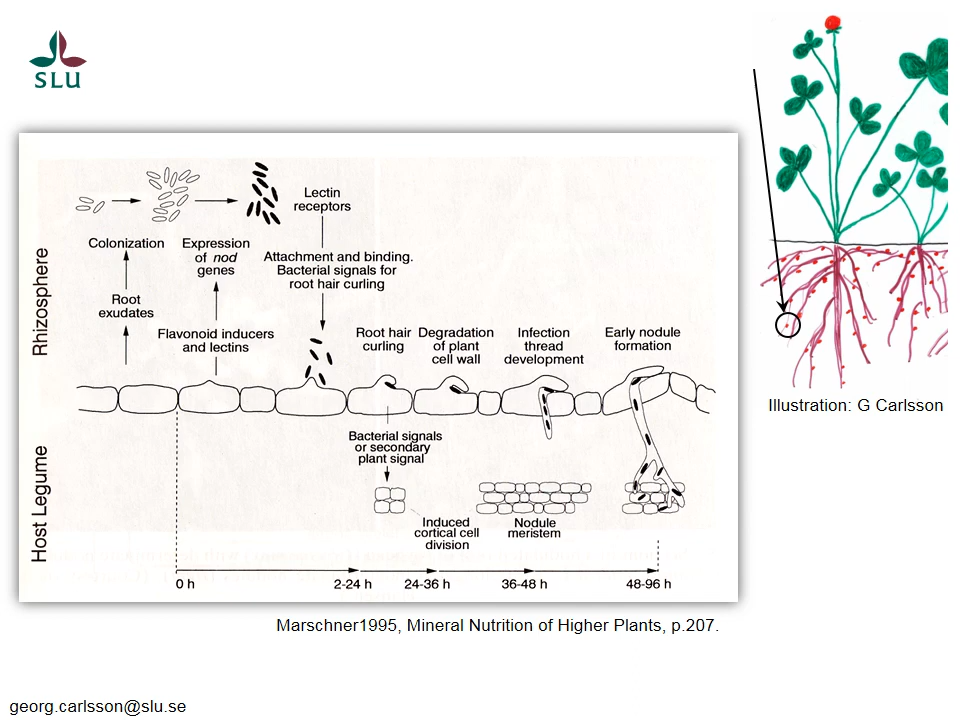 SLU
Rhizosphere
Host Legume
Colonization
Root
exudates
Expression
of nod
genes
Flavonoid inducers
and lectins
Lectin
receptors
Attachment and binding.
Bacterial signals for
root hair curling
Root hair
curling
Degradation
of plant
cell wall
Infection
thread
development
Early nodule
formation
Bacterial signals
or secondary
plant signal
Induced
cortical cell
division
Nodule
meristem
0 h
2-24 h
24-36 h
36-48 h
48-96 h
Illustration: G Carlsson
Marschner1995, Mineral Nutrition of Higher Plants, p.207.
georg.carlsson@slu.se